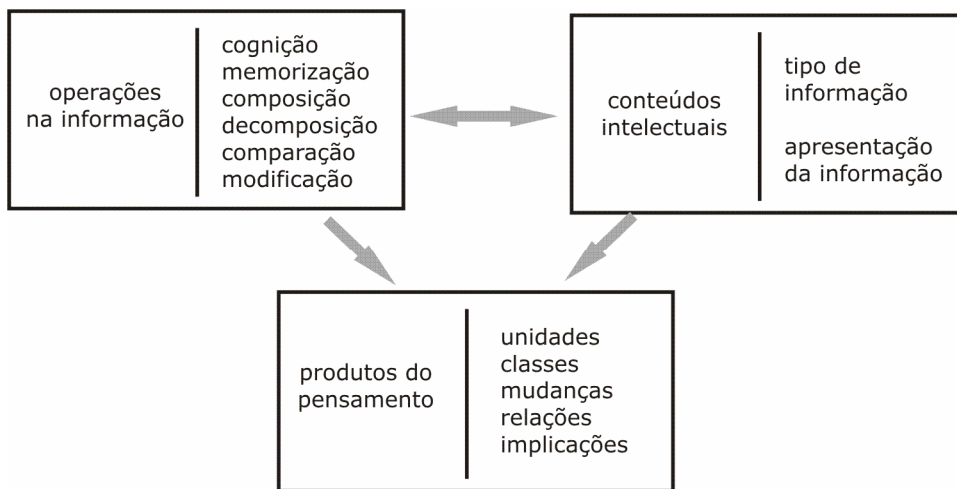 operações
na informação
cognição
memorização
composição
decomposição
comparação
modificação
conteúdos
intelectuais
tipo de
informação
apresentação
da informação
produtos do
pensamento
unidades
classes
mudanças
relações
implicações